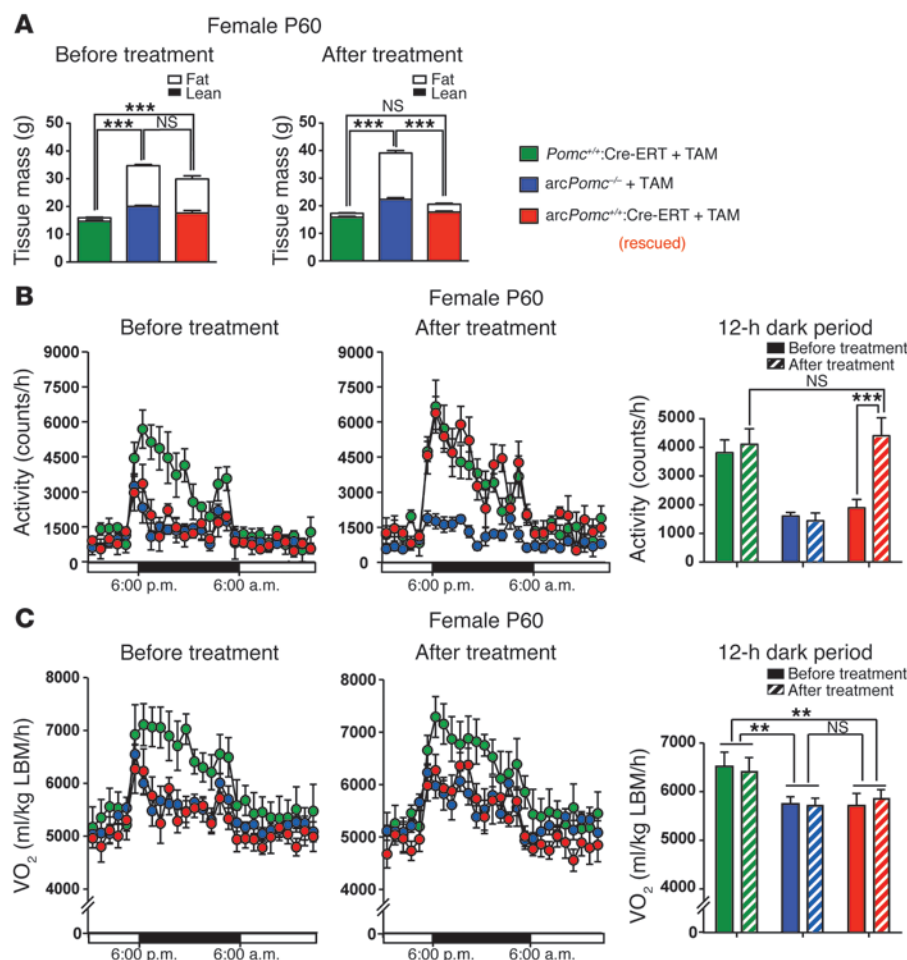 A
Female P60
Before treatment
Fat
Lean
***
***
NS
Tissue mass (g)
50
40
30
20
10
0
After treatment
Fat
Lean
NS
***
***
Tissue mass (g)
50
40
30
20
10
0
Pomc+/+:Cre-ERT + TAM
arcPomc–/– + TAM
arcPomc+/+:Cre-ERT + TAM
(rescued)
B
Female P60
Before treatment
Activity (counts/h)
9000
7500
6000
4500
3000
1500
0
6:00 p.m.
6:00 a.m.
After treatment
9000
7500
6000
4500
3000
1500
0
6:00 p.m.
6:00 a.m.
12-h dark period
Before treatment
After treatment
NS
***
Activity (counts/h)
5000
4000
3000
2000
1000
0
C
Female P60
Before treatment
VO2 (ml/kg LBM/h)
8000
7000
6000
5000
4000
0
6:00 p.m.
6:00 a.m.
After treatment
8000
7000
6000
5000
4000
0
6:00 p.m.
6:00 a.m.
12-h dark period
Before treatment
After treatment
**
**
NS
VO2 (ml/kg LBM/h)
6000
6000
5000
4000
0